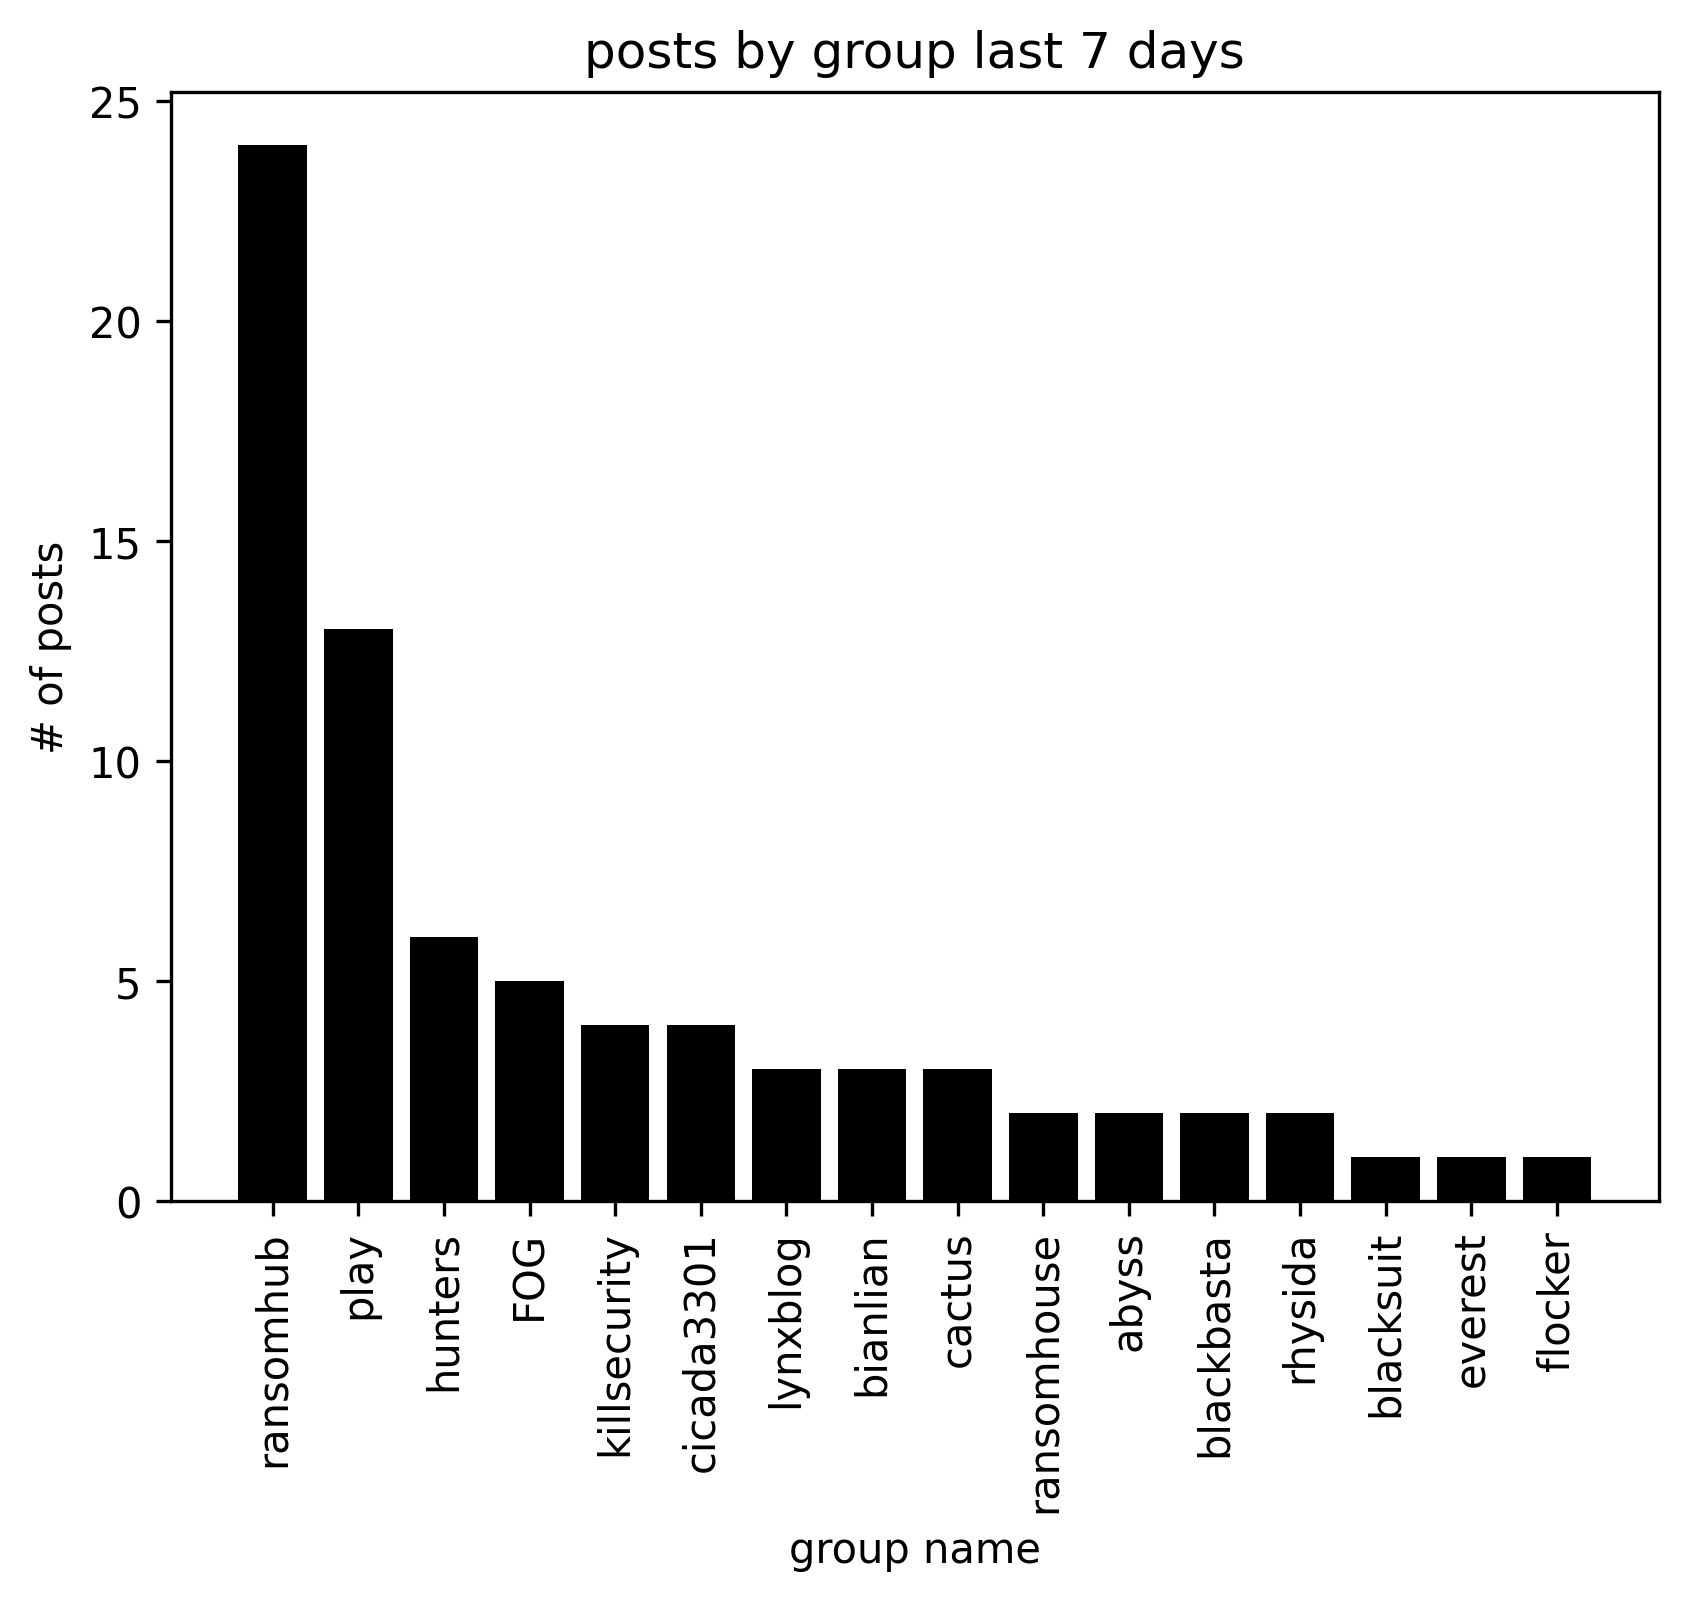 posts by group last 7 days
# of posts
25
20
15
10
5
0
ransomhub
play
hunters
FOG
killsecurity
cicada3301
lynxblog
bianlian
cactus
ransomhouse
abyss
blackbasta
rhysida
blacksuit
everest
flocker
group name